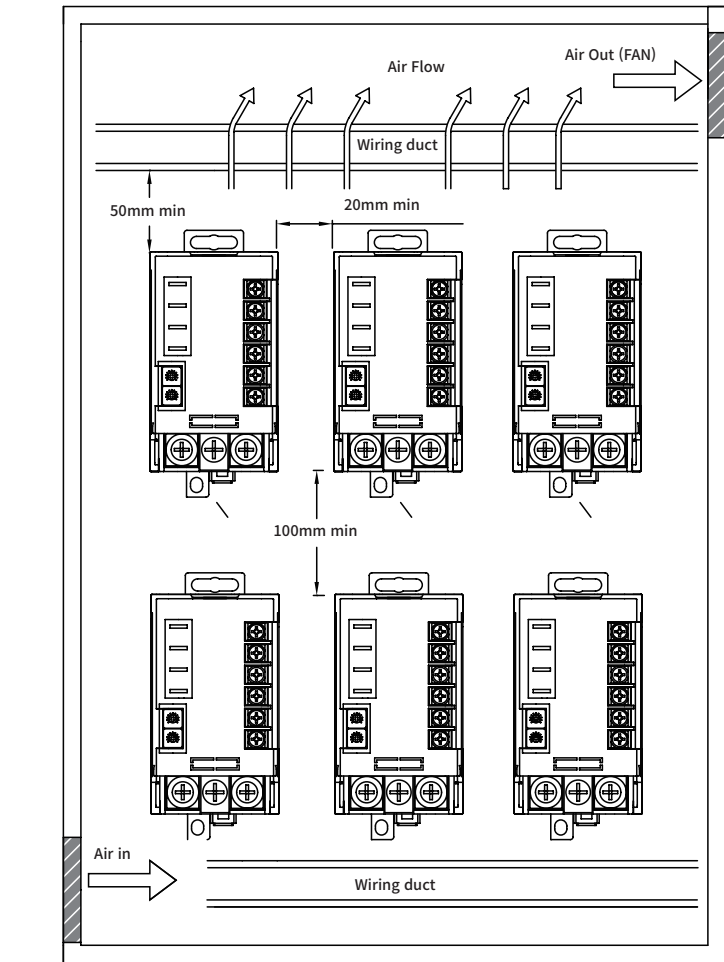 Air Out (FAN)
Air Flow
Wiring duct
50mm min
20mm min
100mm min
Air in
Wiring duct